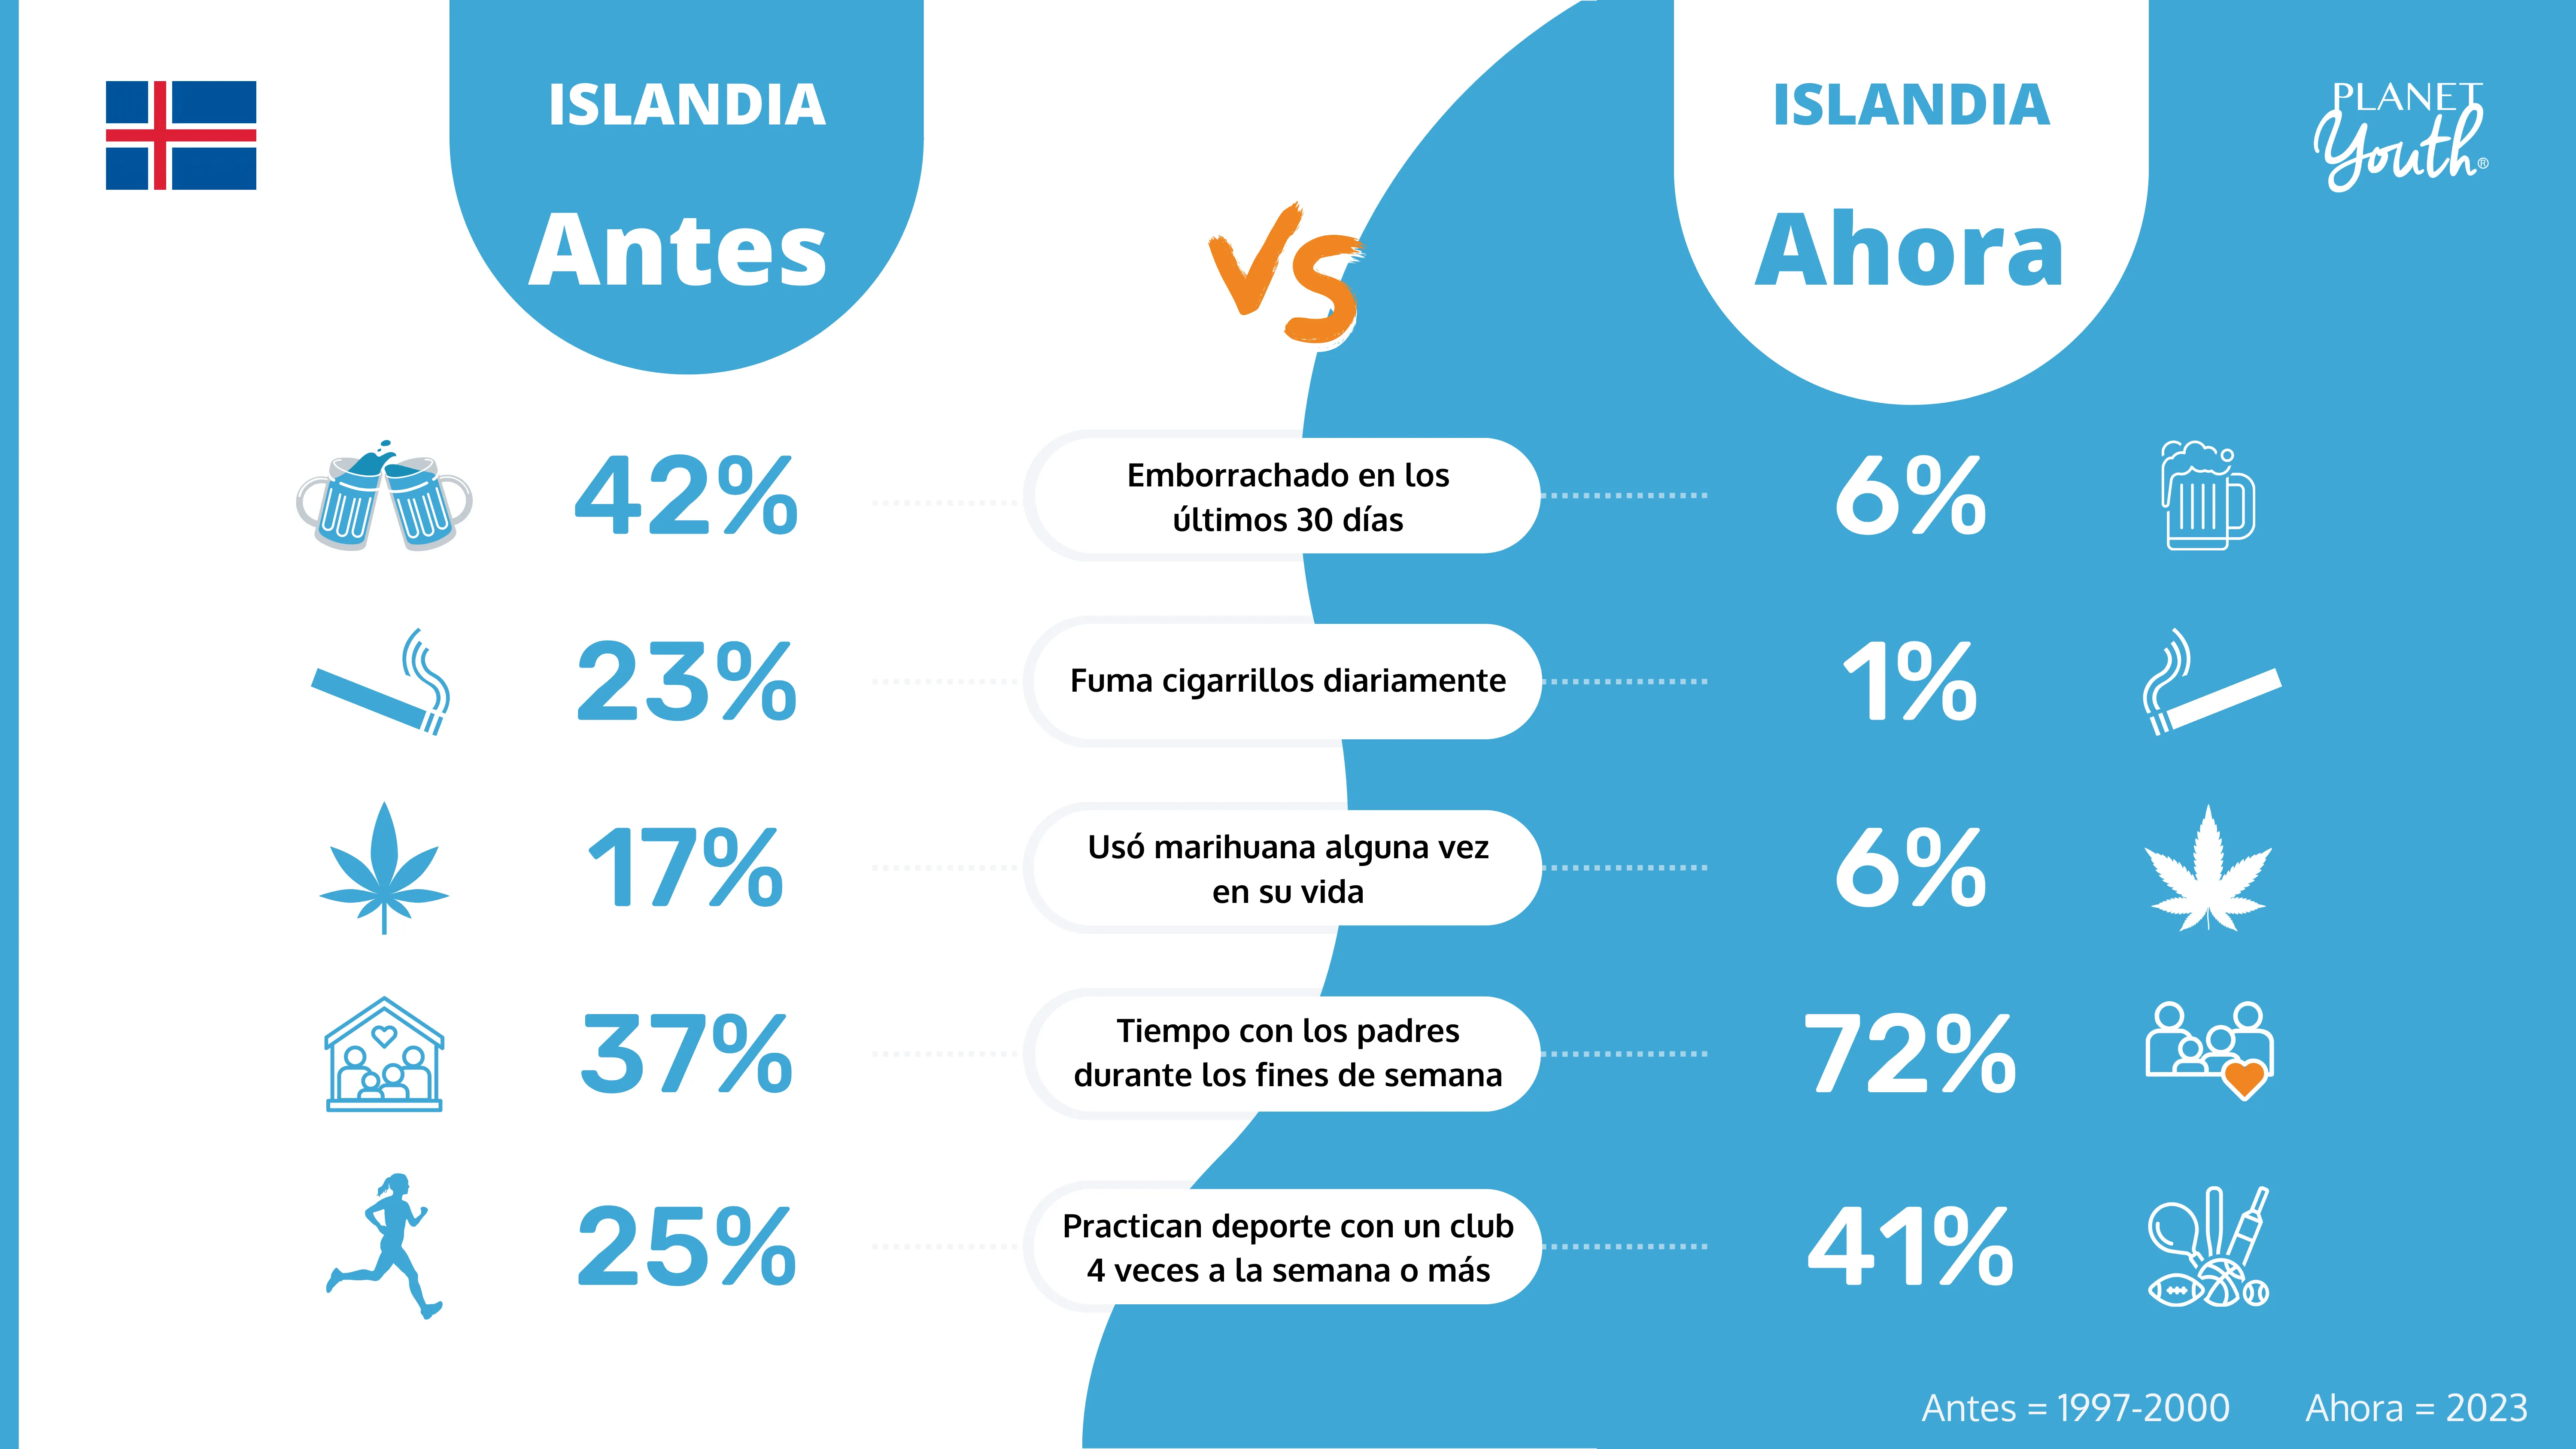 ISLANDIA
Antes
VS
ISLANDIA
Ahora
PLANET
Youth®
42%
Emborrachado en los
últimos 30 días
6%
23%
Fuma cigarrillos diariamente
1%
17%
Usó marihuana alguna vez
en su vida
6%
37%
Tiempo con los padres
durante los fines de semana
72%
25%
Practican deporte con un club
4 veces a la semana o más
41%
Antes = 1997-2000
Ahora = 2023